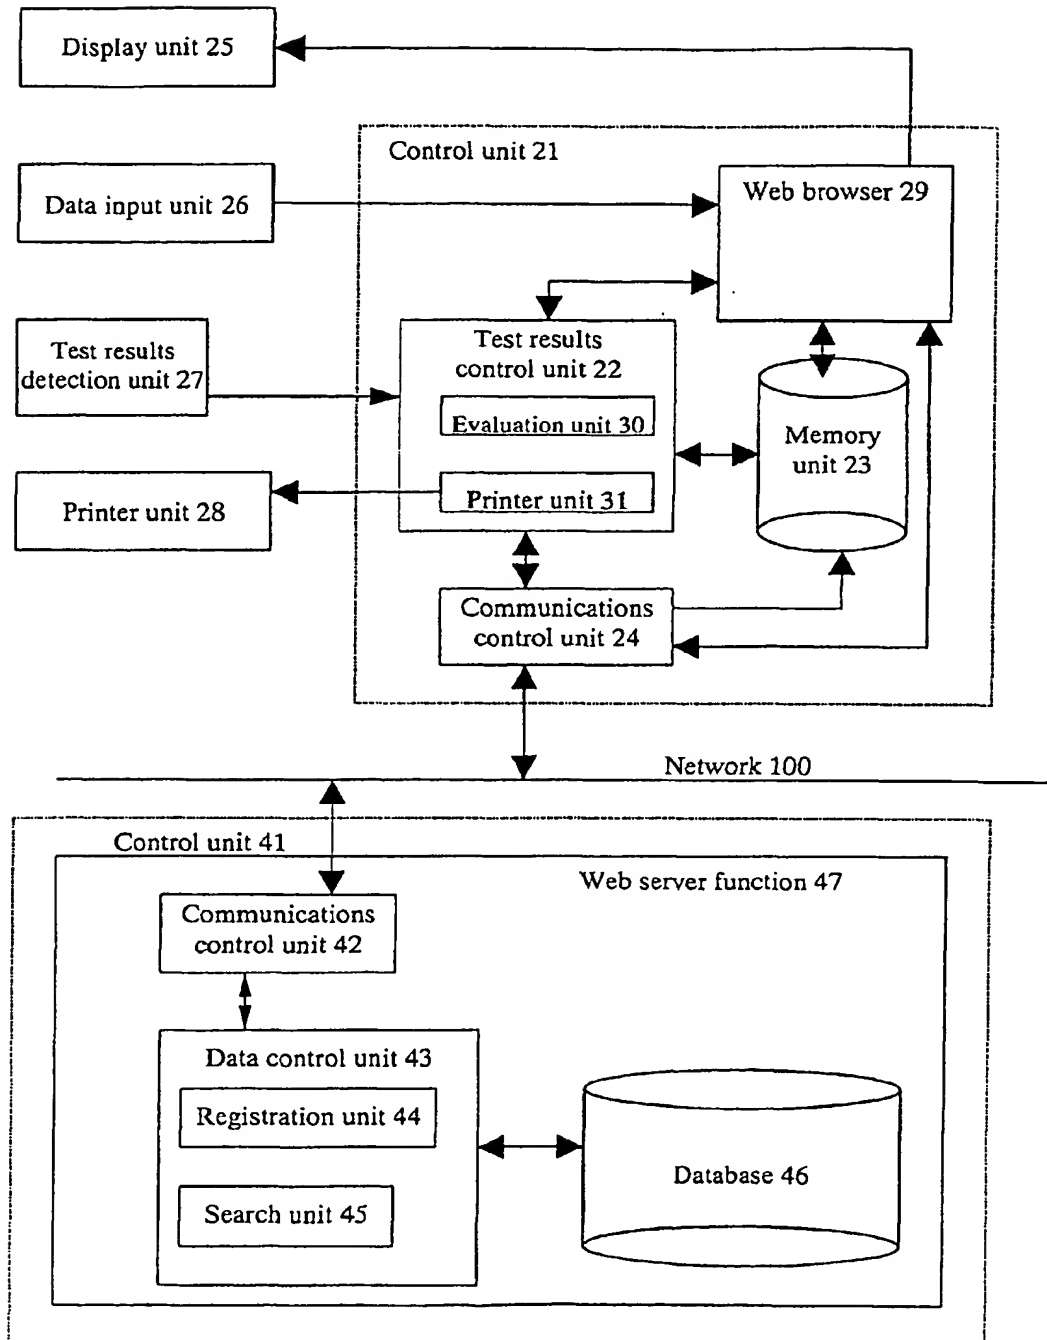 Display unit 25
Control unit 21
Data input unit 26
Web browser 29
Test results
detection unit 27
Test results
control unit 22
Evaluation unit 30
Memory
unit 23
Printer unit 28
Printer unit 31
Communications
control unit 24
Network 100
Control unit 41
Web server function 47
Communications
control unit 42
Data control unit 43
Registration unit 44
Search unit 45
Database 46